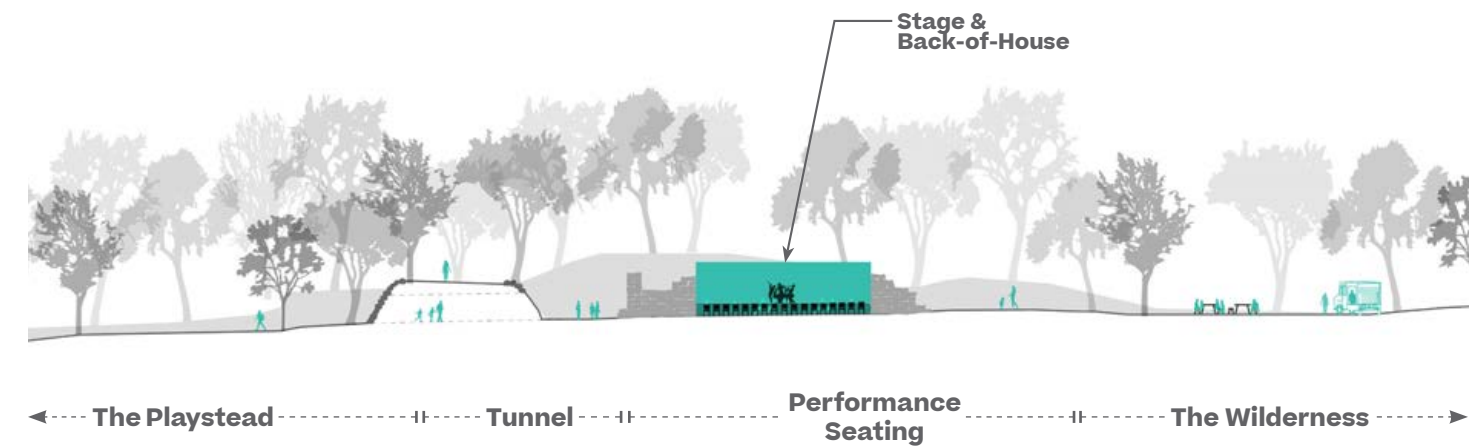 Stage &
Back-of-House
The Playstead
Tunnel
Performance
Seating
The Wilderness